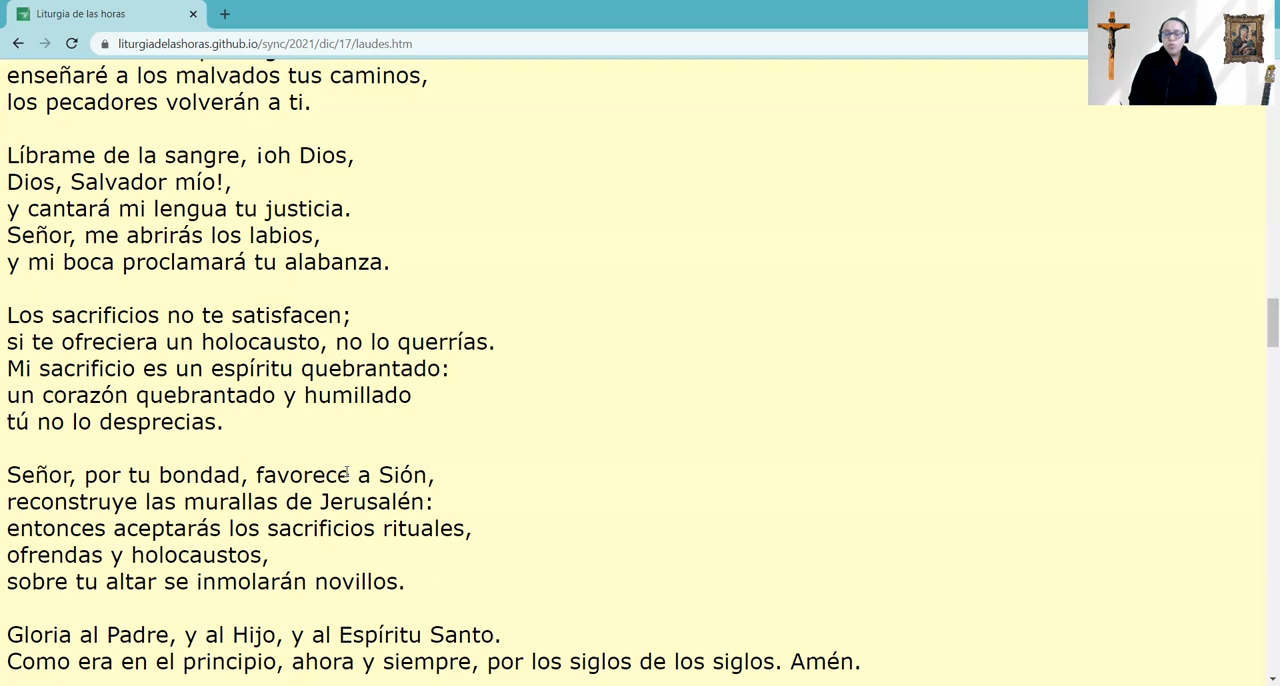 Liturgia de las horas
liturgiadelashoras.github.io/sync/2021/dic/17/laudes.htm
enseñaré a los malvados tus caminos,
los pecadores volverán a ti.
Líbrame de la sangre, ¡oh Dios,
Dios, Salvador mío!,
y cantará mi lengua tu justicia.
Señor, me abrirás los labios,
y mi boca proclamará tu alabanza.
Los sacrificios no te satisfacen;
si te ofreciera un holocausto, no lo querrías.
Mi sacrificio es un espíritu quebrantado:
un corazón quebrantado y humillado
tú no lo desprecias.
Señor, por tu bondad, favorece a Sión,
reconstruye las murallas de Jerusalén:
entonces aceptarás los sacrificios rituales,
ofrendas y holocaustos,
sobre tu altar se inmolarán novillos.
Gloria al Padre, y al Hijo, y al Espíritu Santo.
Como era en el principio, ahora y siempre, por los siglos de los siglos. Amén.